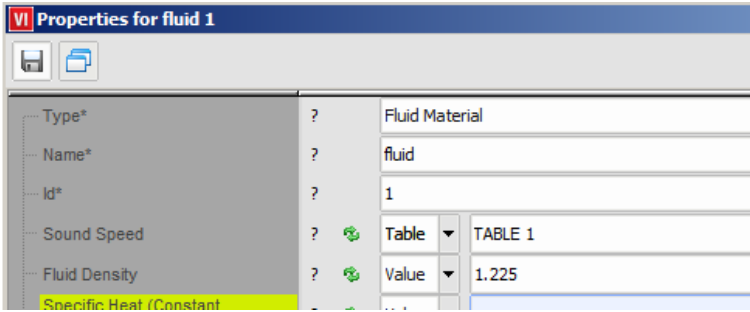 VI Properties for fluid 1
Type* ? Fluid Material
Name* ? fluid
Id* ? 1
Sound Speed ? Table TABLE 1
Fluid Density ? Value 1.225
Specific Heat (Constant